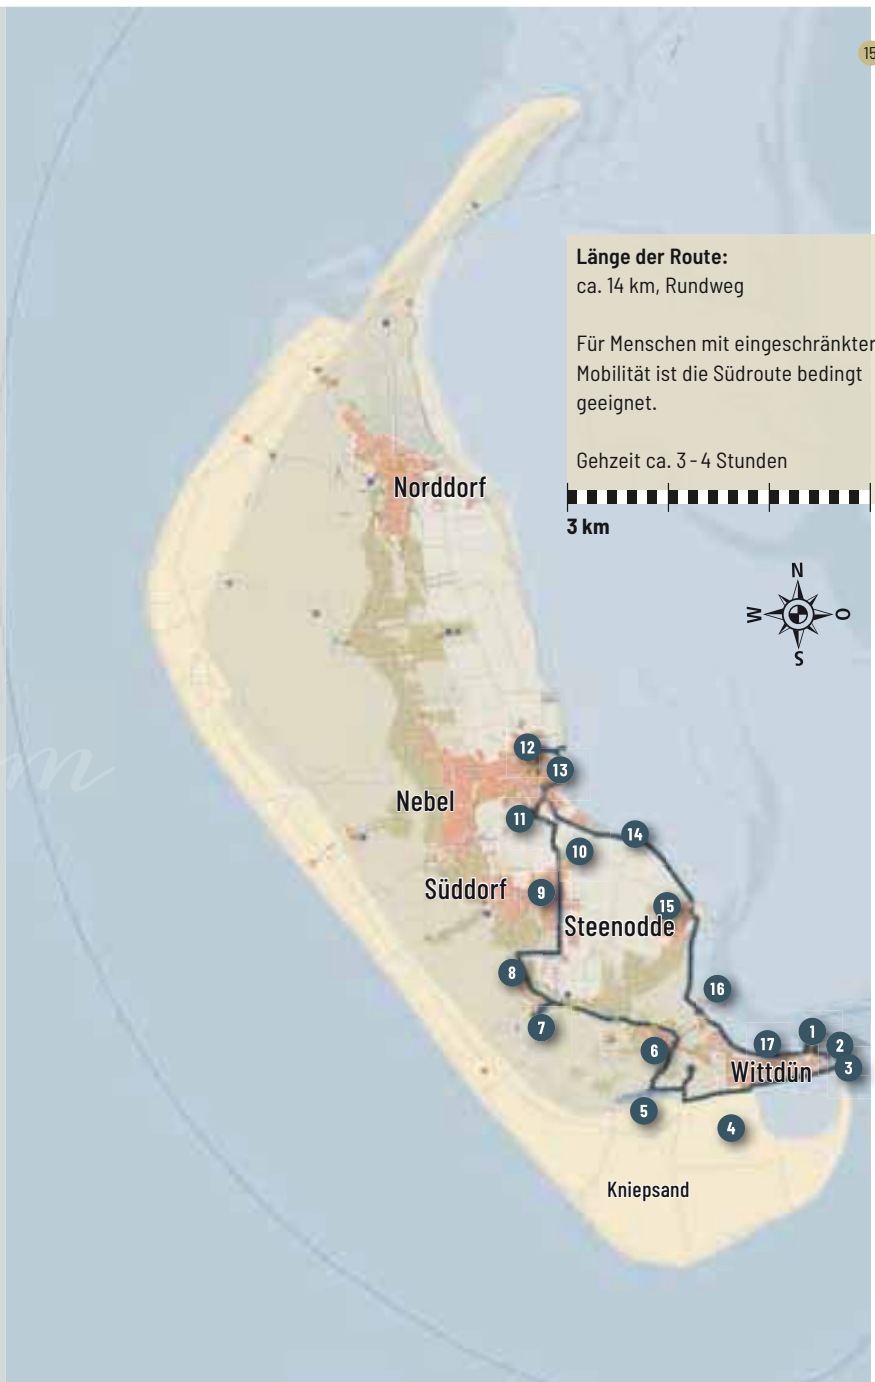 15
Länge der Route:
ca. 14 km, Rundweg
Für Menschen mit eingeschränkter
Mobilität ist die Südroute bedingt
geeignet.
Gehzeit ca. 3 - 4 Stunden
3 km
N
W
O
S
Norddorf
12
13
Nebel
11
14
10
Süddorf
9
15
Steenodde
8
16
7
1
17
2
6
3
Wittdün
5
4
Kniepsand
m